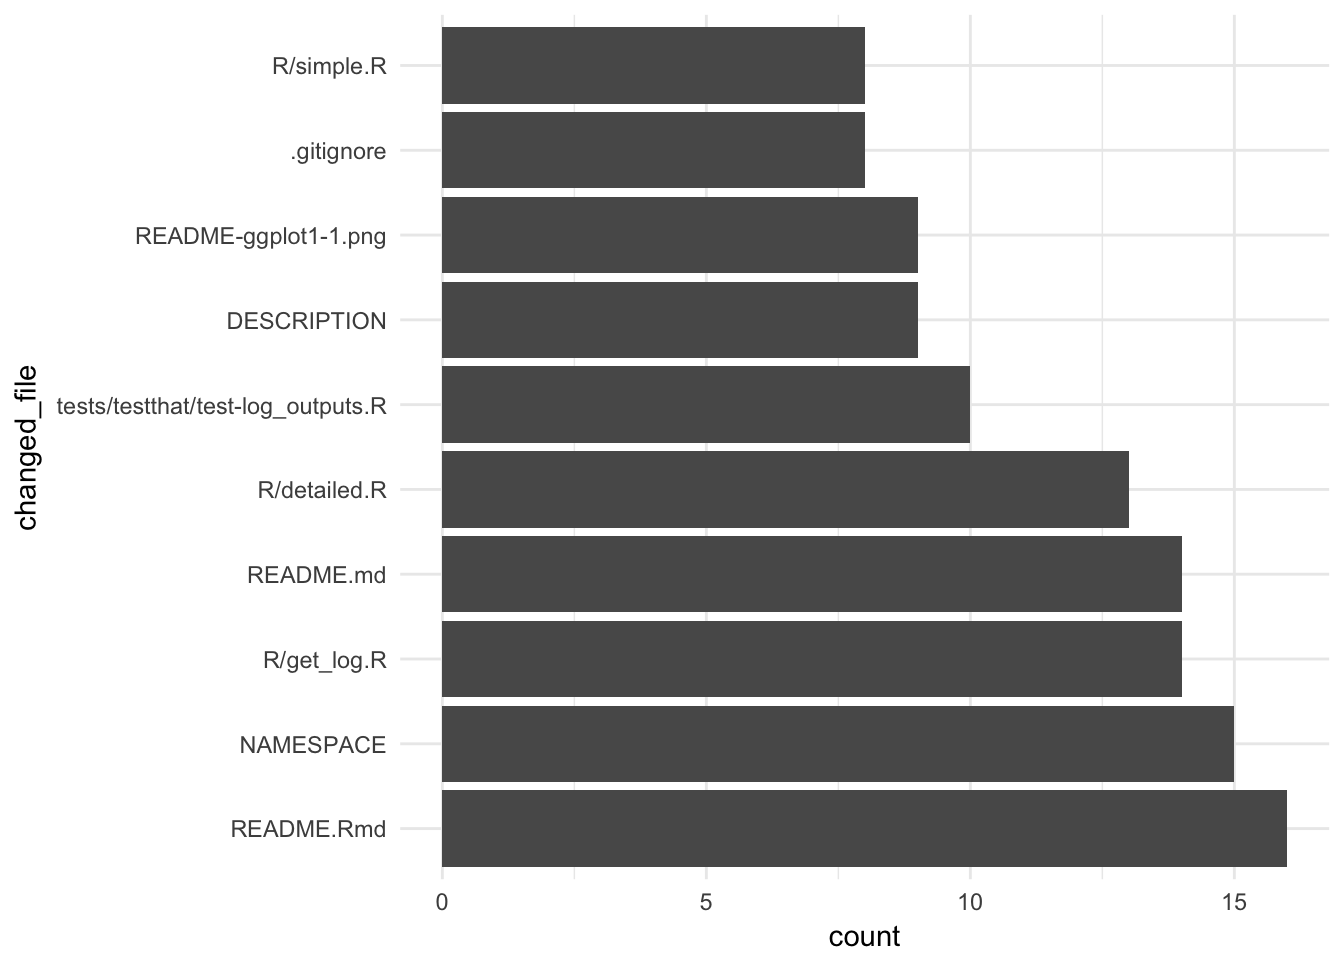 R/simple.R
.gitignore
README-ggplot1-1.png
DESCRIPTION
tests/testthat/test-log_outputs.R
R/detailed.R
README.md
R/get_log.R
NAMESPACE
README.Rmd
changed_file
0 5 10 15
count